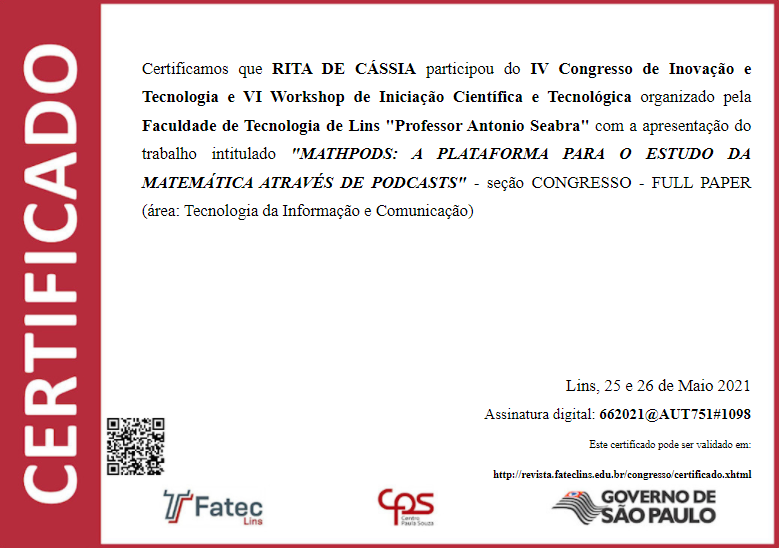 CERTIFICADO
Certificamos que RITA DE CÁSSIA participou do IV Congresso de Inovação e
Tecnologia e VI Workshop de Iniciação Científica e Tecnológica organizado pela
Faculdade de Tecnologia de Lins "Professor Antonio Seabra" com a apresentação do
trabalho intitulado "MATHPODS: A PLATAFORMA PARA O ESTUDO DA
MATEMÁTICA ATRAVÉS DE PODCASTS" - seção CONGRESSO - FULL PAPER
(área: Tecnologia da Informação e Comunicação)
Lins, 25 e 26 de Maio 2021
Assinatura digital: 662021@AUT751#1098
Este certificado pode ser validado em:
http://revista.fateclins.edu.br/congresso/certificado.xhtml
Fatec
Lins
CPS
Centro
Paula Souza
GOVERNO DE
SÃO PAULO